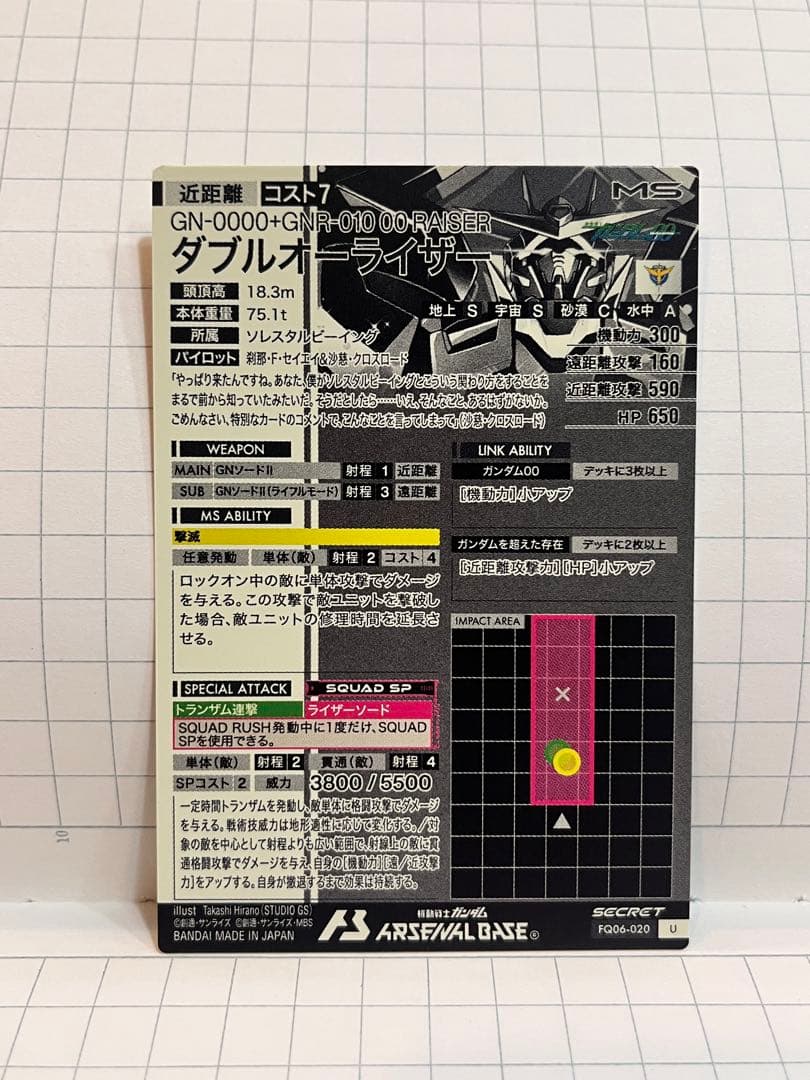 近距離 コスト7 MS
GN-0000+GNR-010 00 RAISER
ダブルオーライザー
頭頂高 18.3m
本体重量 75.1t
地上 S 宇宙 S 砂漠 C 水中 A
所属 ソレスタルビーイング
機動力 300
パイロット 刹那・F・セイエイ&沙慈・クロスロード
遠距離攻撃 160
「やっぱり来たんですね。あなた、僕がソレスタルビーイングとこういう関わり方をすることを
まるで前から知っていたみたいだ。そうだとしたら……いえ、そんなこと、あるはずがないか。
ごめんなさい、特別なカードのコメントで、こんなことを言ってしまって」(沙慈・クロスロード)
近距離攻撃 590
HP 650
WEAPON
MAIN GNソードII 射程 1 近距離
SUB GNソードII(ライフルモード) 射程 3 遠距離
MS ABILITY
撃滅
任意発動 単体(敵) 射程 2 コスト 4
ロックオン中の敵に単体攻撃でダメージ
を与える。この攻撃で敵ユニットを撃破し
た場合、敵ユニットの修理時間を延長さ
せる。
LINK ABILITY
ガンダム00 デッキに3枚以上
[機動力]小アップ
ガンダムを超えた存在 デッキに2枚以上
[近距離攻撃力][HP]小アップ
IMPACT AREA
SPECIAL ATTACK SQUAD SP
トランザム連撃 ライザーソード
SQUAD RUSH発動中に1度だけ、SQUAD
SPを使用できる。
単体(敵) 射程 2 貫通(敵) 射程 4
SPコスト 2 威力 3800/5500
一定時間トランザムを発動し、敵単体に格闘攻撃でダメージ
を与える。戦術技威力は地形適性に応じて変化する。/対
象の敵を中心として射程よりも広い範囲で、射線上の敵に貫
通格闘攻撃でダメージを与え、自身の[機動力][遠/近攻撃
力]をアップする。自身が撤退するまで効果は持続する。
illust Takashi Hirano(STUDIO GS)
©創通・サンライズ ©創通・サンライズ・MBS
BANDAI MADE IN JAPAN
機動戦士ガンダム
ARSENAL BASE®
SECRET
FQ06-020 U
10